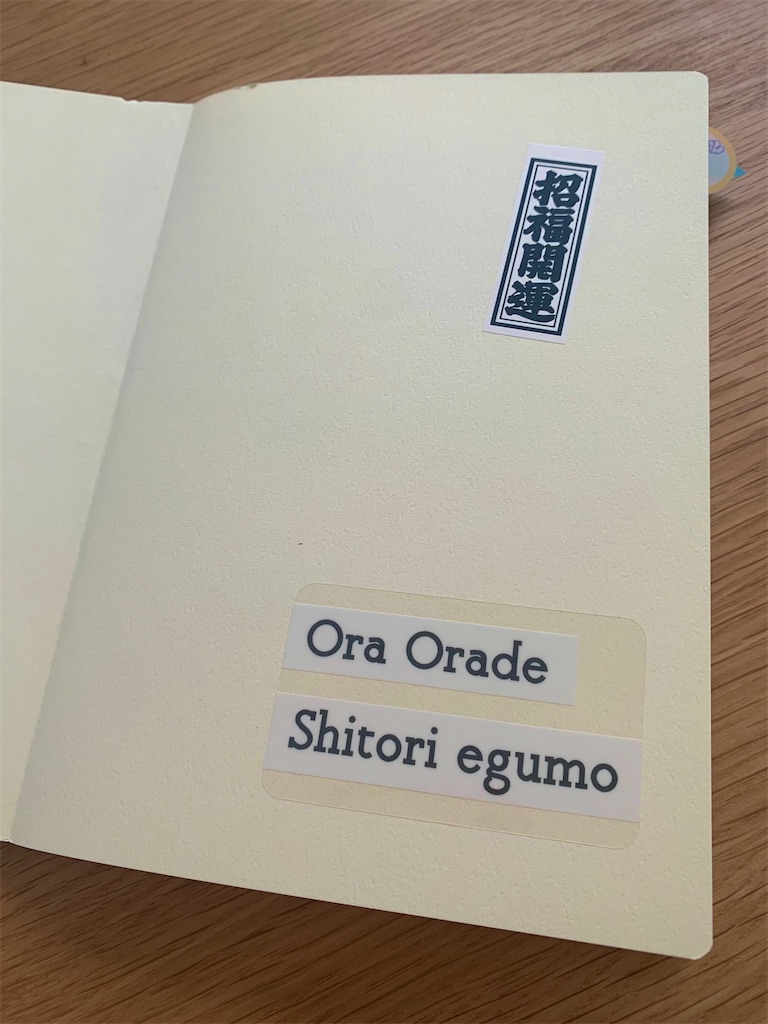 招福開運
Ora Orade
Shitori egumo